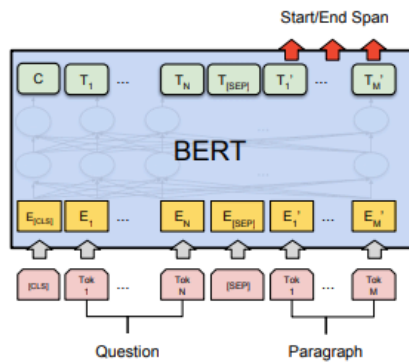 Start/End Span
C T1 ... TN T[SEP] T1' ... TM'
BERT
E[CLS] E1 ... EN E[SEP] E1' ... EM'
[CLS] Tok 1 ... Tok N [SEP] Tok 1 ... Tok M
Question Paragraph